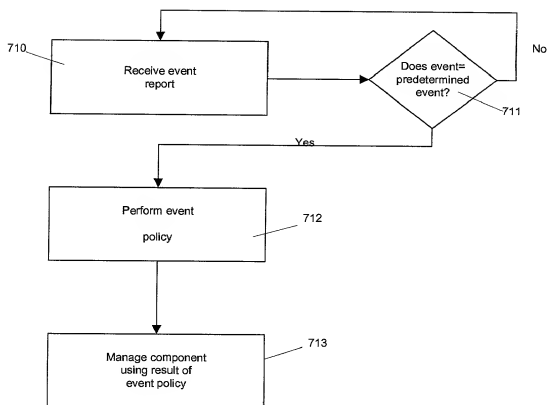 710
Receive event
report
Does event=
predetermined
event?
No
711
Yes
Perform event
policy
712
Manage component
using result of
event policy
713